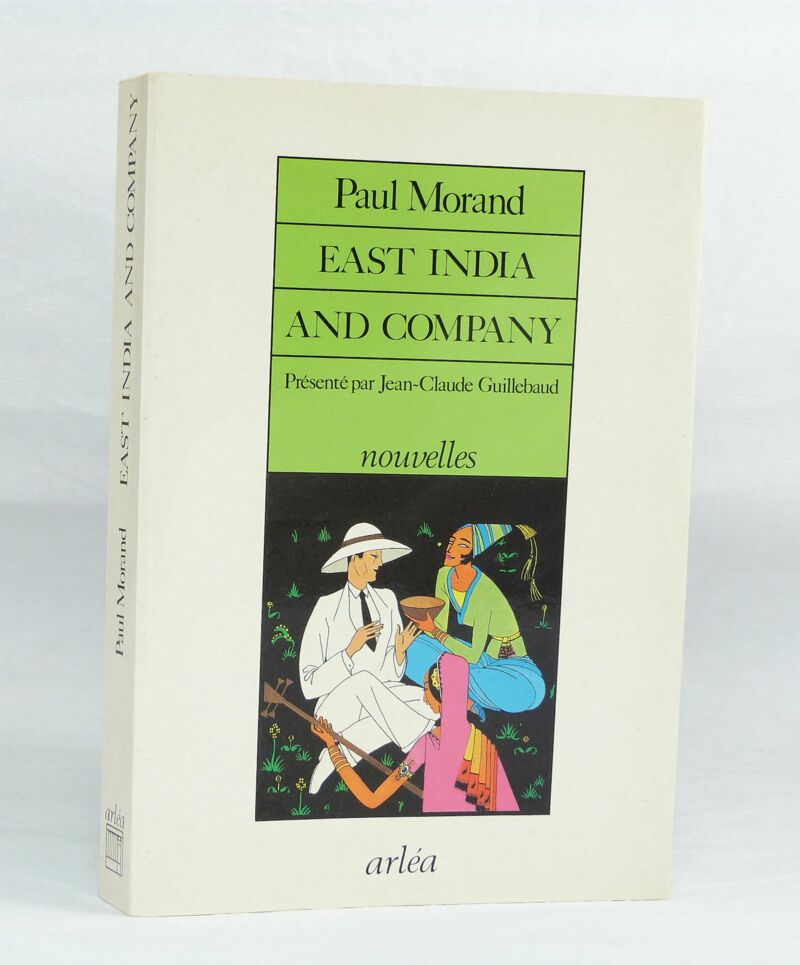 Paul Morand
EAST INDIA
AND COMPANY
Présenté par Jean-Claude Guillebaud
nouvelles
arléa
Paul Morand EAST INDIA AND COMPANY
arléa